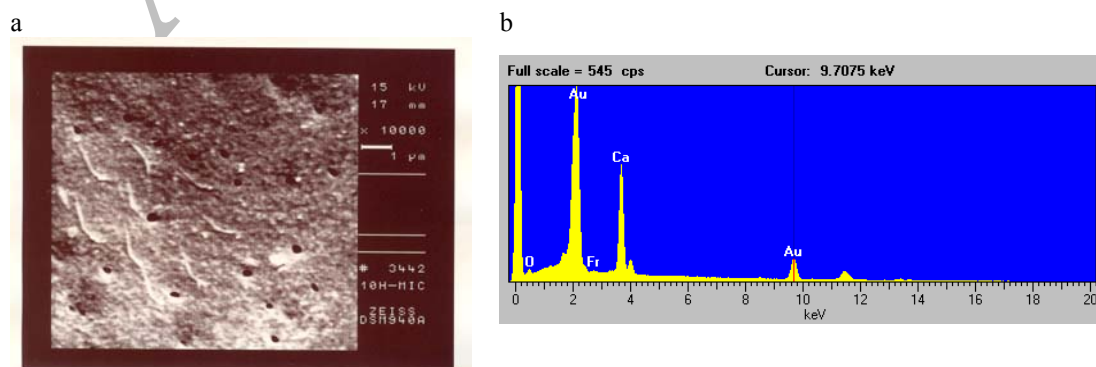 a
b
15 kV
17 mm
x 10000
1 µm
# 3442
10H-MIC
ZEISS
DSM940A
Full scale = 545 cps Cursor: 9.7075 keV
Au
Ca
O
Fr
Au
0 2 4 6 8 10 12 14 16 18 20
keV